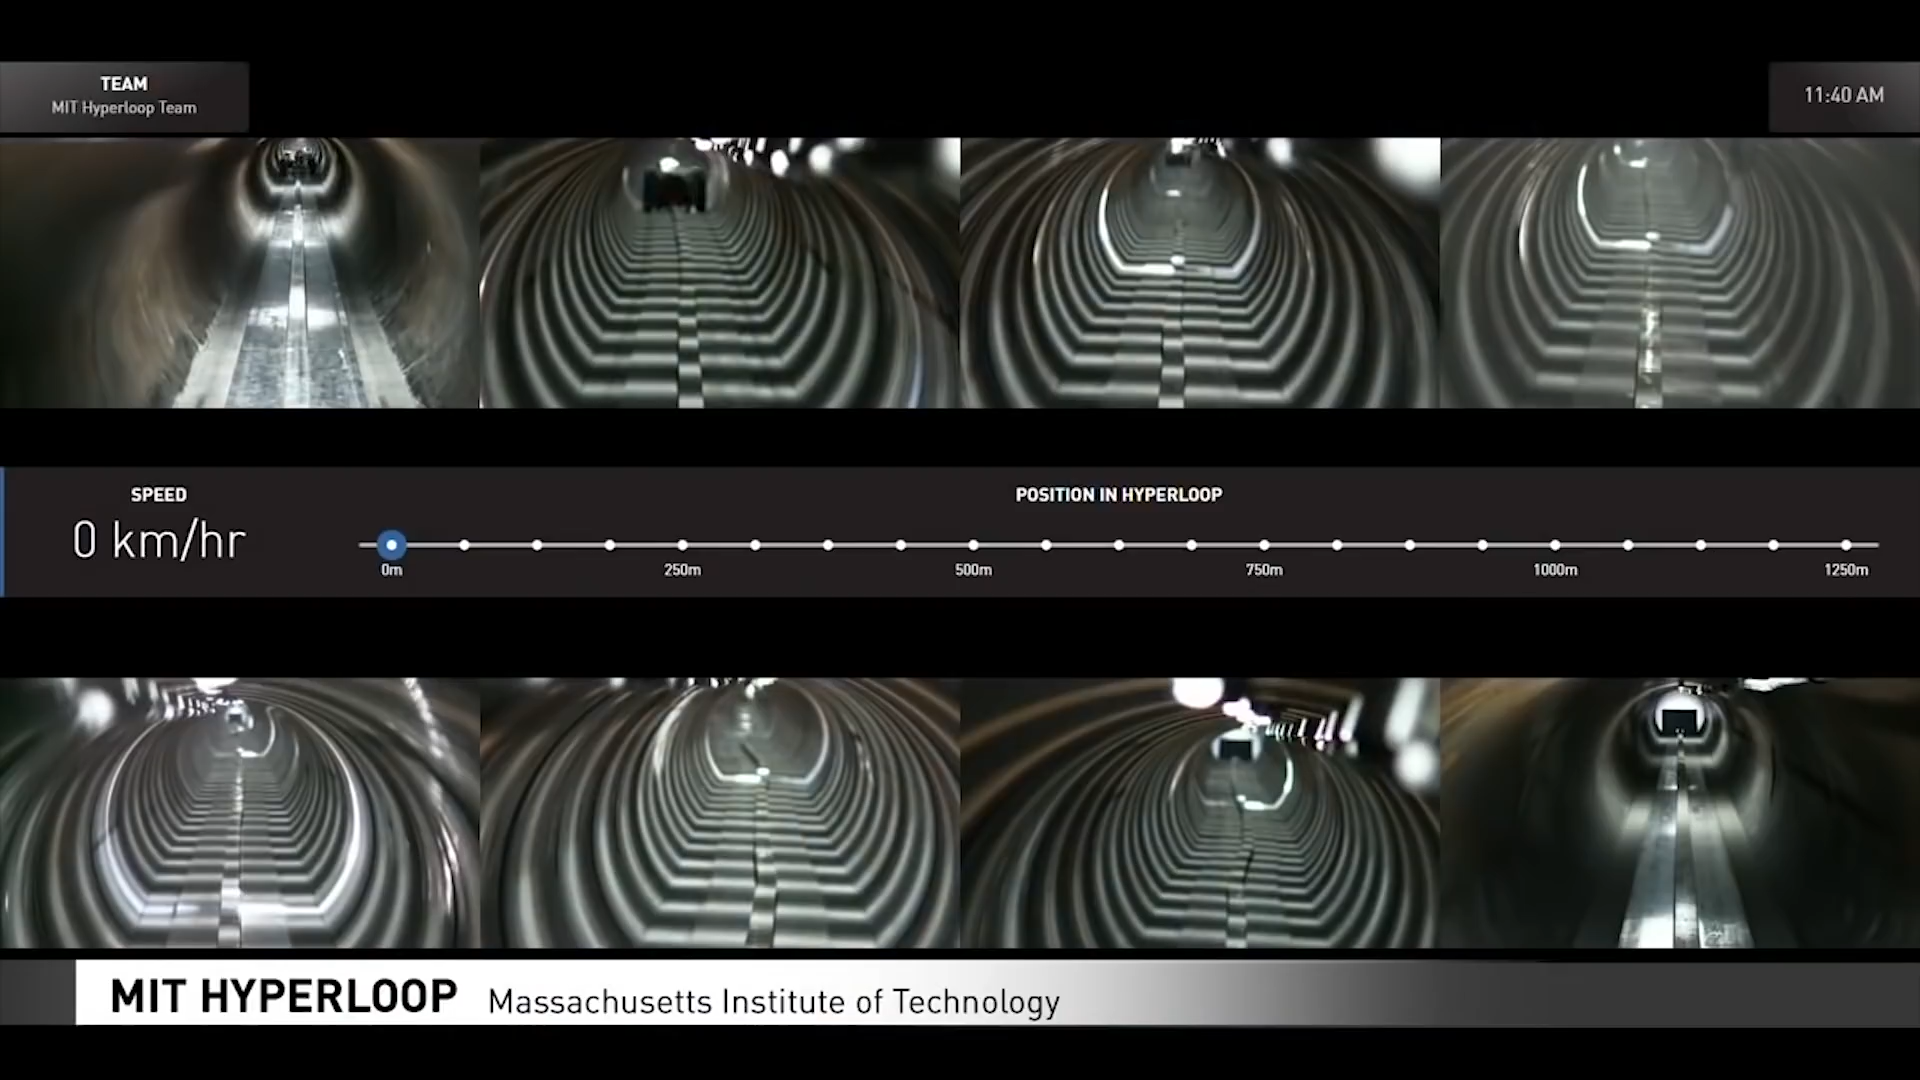 TEAM
MIT Hyperloop Team
11:40 AM
SPEED
0 km/hr
POSITION IN HYPERLOOP
0m 250m 500m 750m 1000m 1250m
MIT HYPERLOOP Massachusetts Institute of Technology